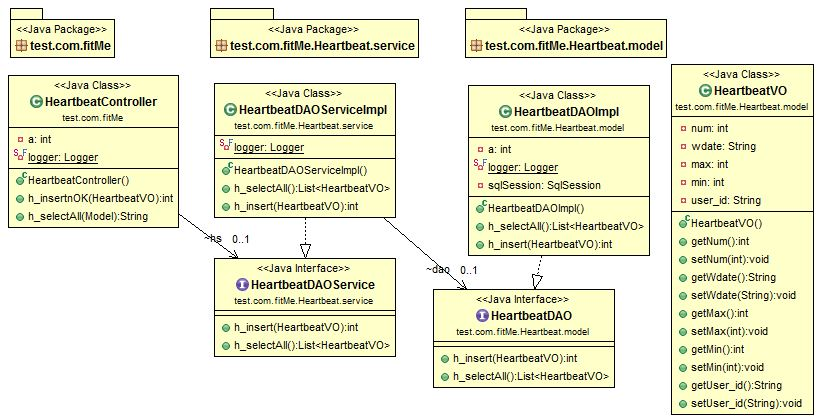 <<Java Package>>
test.com.fitMe
<<Java Package>>
test.com.fitMe.Heartbeat.service
<<Java Package>>
test.com.fitMe.Heartbeat.model
<<Java Class>>
HeartbeatController
test.com.fitMe
a: int
logger: Logger
HeartbeatController()
h_insertnOK(HeartbeatVO):int
h_selectAll(Model):String
<<Java Class>>
HeartbeatDAOServiceImpl
test.com.fitMe.Heartbeat.service
logger: Logger
HeartbeatDAOServiceImpl()
h_selectAll():List<HeartbeatVO>
h_insert(HeartbeatVO):int
<<Java Class>>
HeartbeatDAOImpl
test.com.fitMe.Heartbeat.model
a: int
logger: Logger
sqlSession: SqlSession
HeartbeatDAOImpl()
h_selectAll():List<HeartbeatVO>
h_insert(HeartbeatVO):int
<<Java Class>>
HeartbeatVO
test.com.fitMe.Heartbeat.model
num: int
wdate: String
max: int
min: int
user_id: String
HeartbeatVO()
getNum():int
setNum(int):void
getWdate():String
setWdate(String):void
getMax():int
setMax(int):void
getMin():int
setMin(int):void
getUser_id():String
setUser_id(String):void
~hs 0..1
<<Java Interface>>
HeartbeatDAOService
test.com.fitMe.Heartbeat.service
h_insert(HeartbeatVO):int
h_selectAll():List<HeartbeatVO>
~dao 0..1
<<Java Interface>>
HeartbeatDAO
test.com.fitMe.Heartbeat.model
h_insert(HeartbeatVO):int
h_selectAll():List<HeartbeatVO>